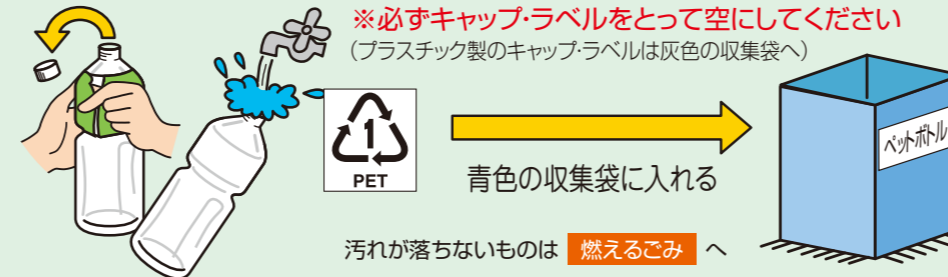 ※必ずキャップ・ラベルをとって空にしてください
（プラスチック製のキャップ・ラベルは灰色の収集袋へ）
1
PET
青色の収集袋に入れる
ペットボトル
汚れが落ちないものは 燃えるごみ へ